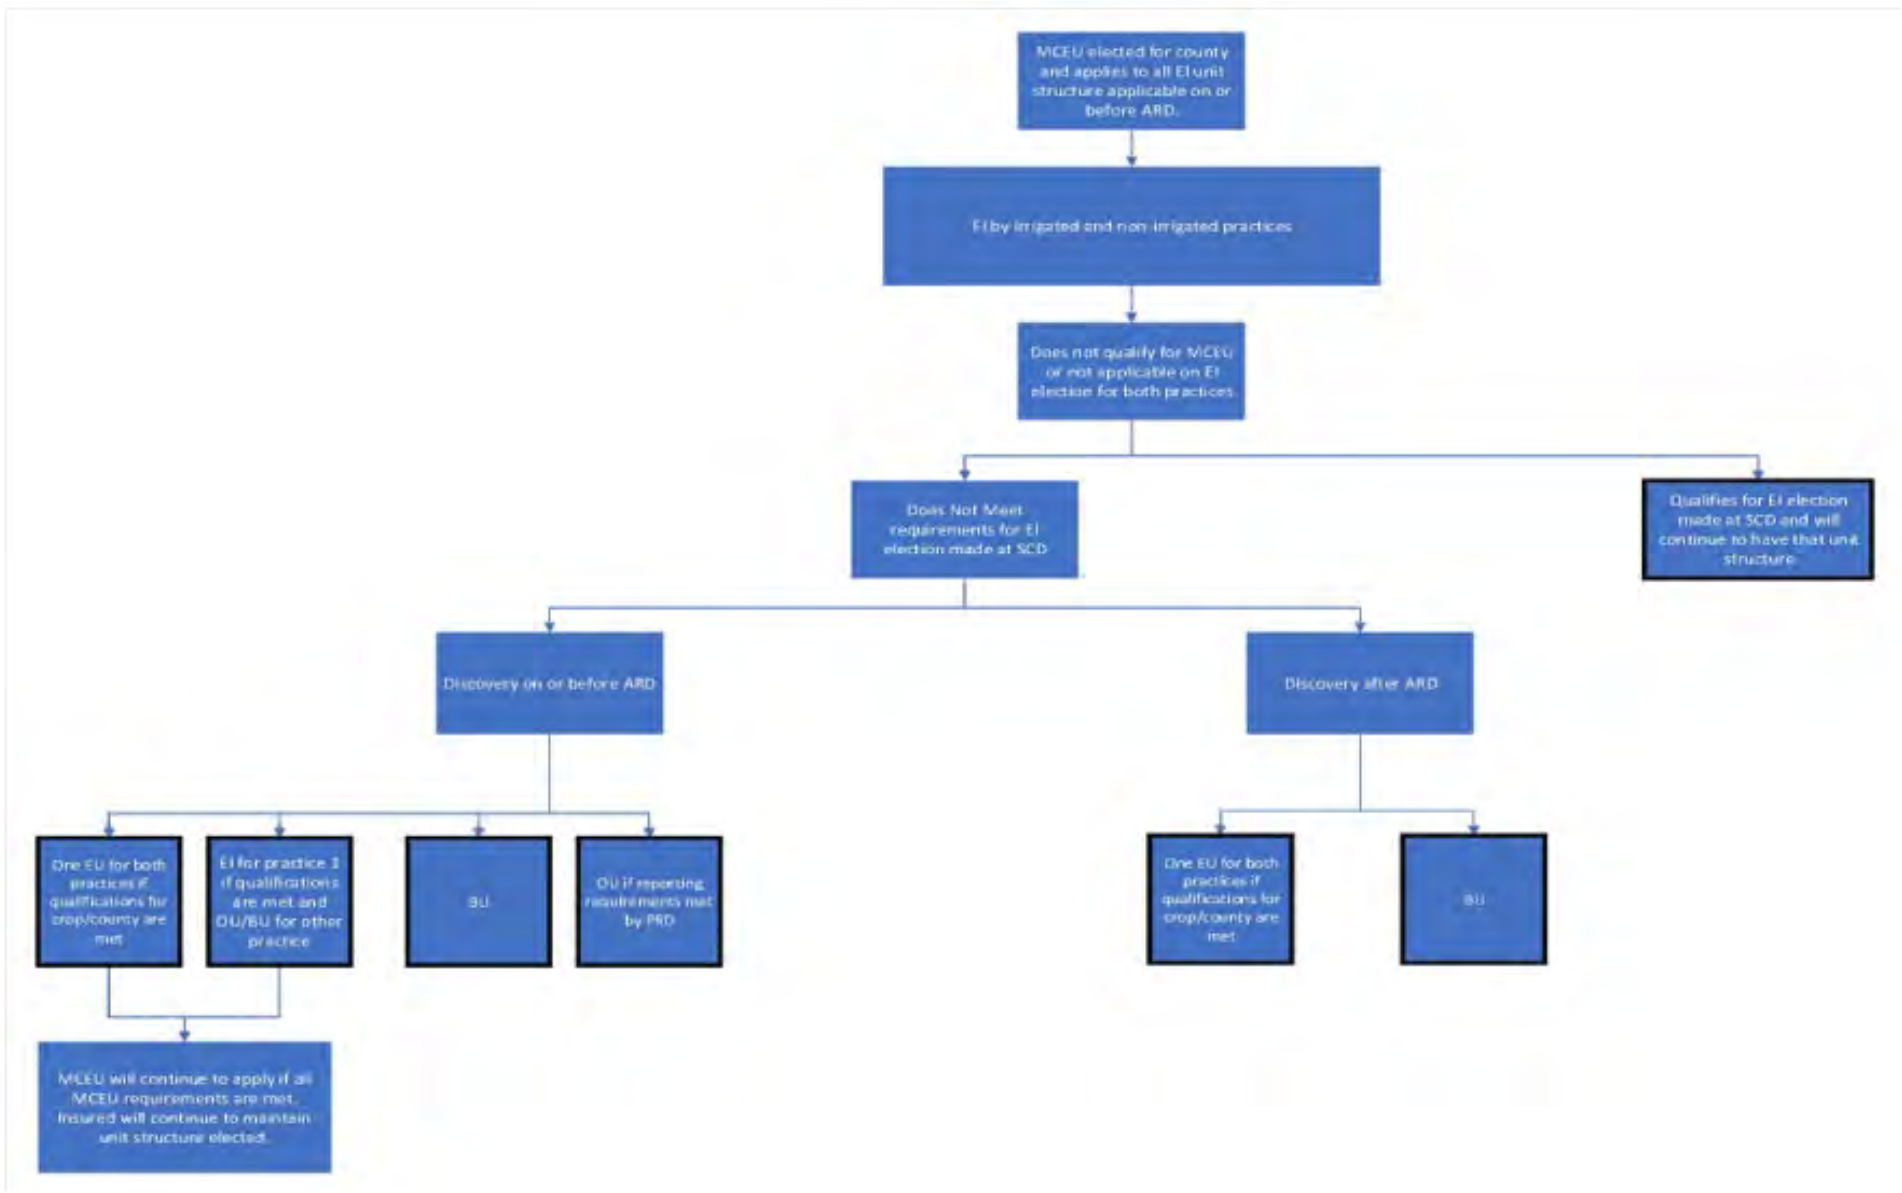 MCEU elected for county
and applies to all EI unit
structure applicable on or
before ARD.
EI by irrigated and non-irrigated practices
Does not qualify for MCEU
or not applicable on EI
election for both practices
Does Not Meet
requirements for EI
election made at SCD
Qualifies for EI election
made at SCD and will
continue to have that unit
structure
Discovery on or before ARD
Discovery after ARD
One EU for both
practices if
qualifications for
crop/county are
met
EI for practice 1
if qualifications
are met and
OU/BU for other
practice
BU
OU if reporting
requirements met
by PRD
One EU for both
practices if
qualifications for
crop/county are
met
BU
MCEU will continue to apply if all
MCEU requirements are met.
Insured will continue to maintain
unit structure elected.